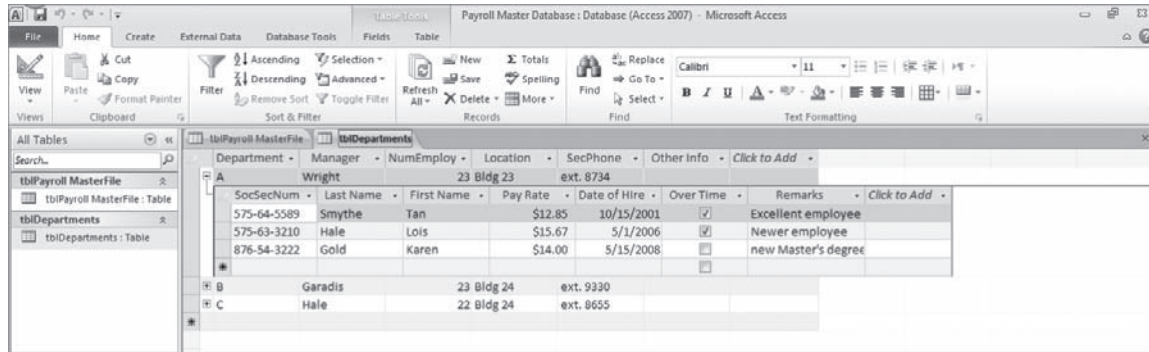 Table Tools Payroll Master Database : Database (Access 2007) - Microsoft Access
File Home Create External Data Database Tools Fields Table
View
Views
Paste
Cut
Copy
Format Painter
Clipboard
Filter
Ascending
Descending
Remove Sort
Selection
Advanced
Toggle Filter
Sort & Filter
Refresh All
New
Save
Delete
Σ Totals
Spelling
More
Records
Find
Replace
Go To
Select
Find
Calibri 11
B I U A
Text Formatting
All Tables
Search...
tblPayroll MasterFile
tblPayroll MasterFile : Table
tblDepartments
tblDepartments : Table
tblPayroll MasterFile tblDepartments
Department Manager NumEmploy Location SecPhone Other Info Click to Add
A Wright 23 Bldg 23 ext. 8734
SocSecNum Last Name First Name Pay Rate Date of Hire Over Time Remarks Click to Add
575-64-5589 Smythe Tan $12.85 10/15/2001 Excellent employee
575-63-3210 Hale Lois $15.67 5/1/2006 Newer employee
876-54-3222 Gold Karen $14.00 5/15/2008 new Master's degree
B Garadis 23 Bldg 24 ext. 9330
C Hale 22 Bldg 24 ext. 8655